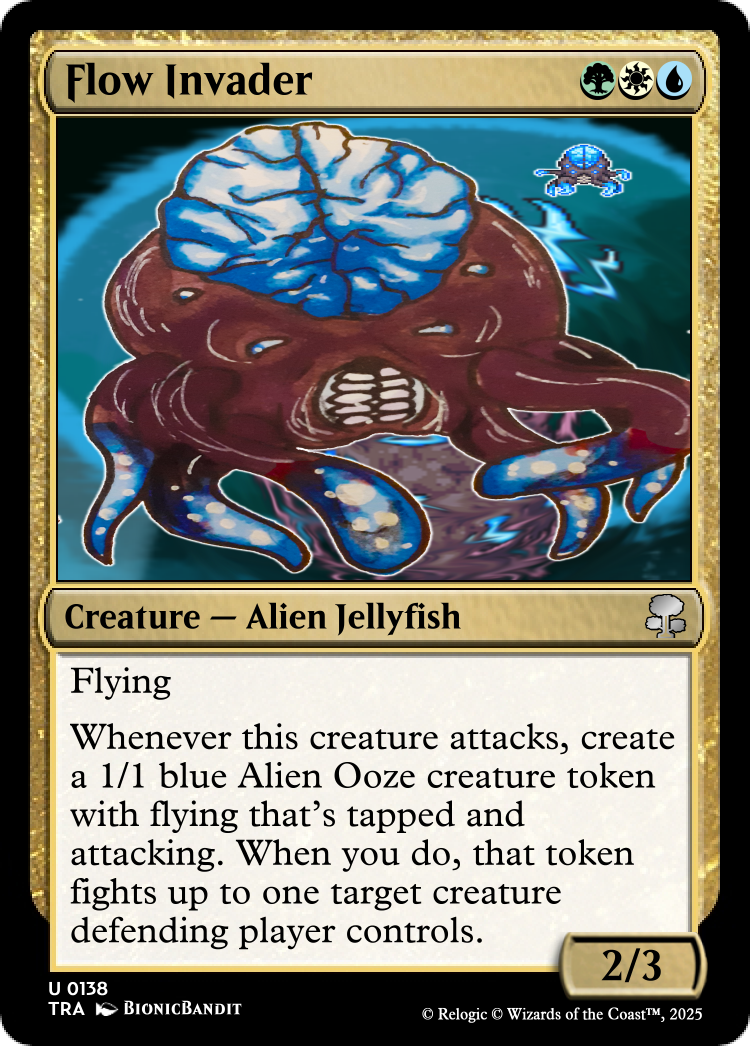 Flow Invader
Creature — Alien Jellyfish
Flying
Whenever this creature attacks, create
a 1/1 blue Alien Ooze creature token
with flying that's tapped and
attacking. When you do, that token
fights up to one target creature
defending player controls.
2/3
U 0138
TRA BionicBandit
© Relogic © Wizards of the Coast™, 2025